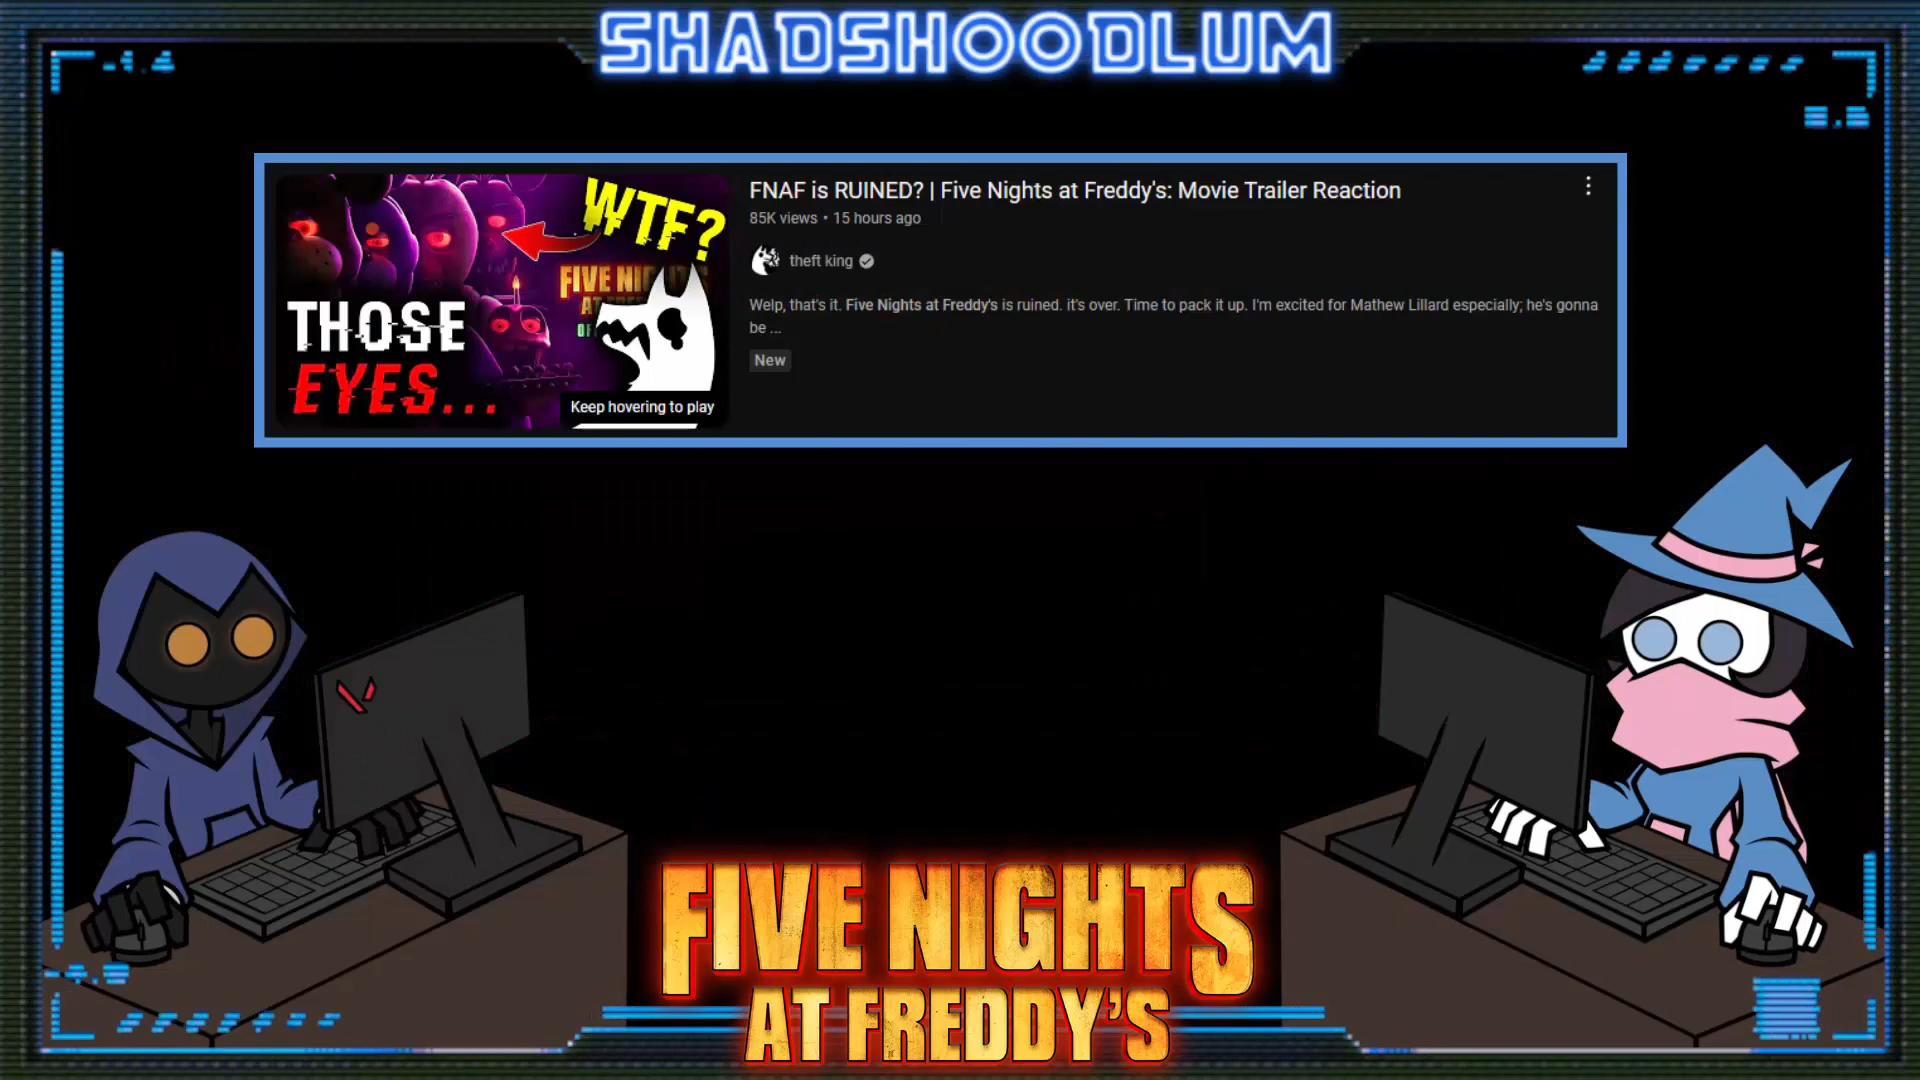 SHADSHOODLUM
WTF?
THOSE
EYES...
FIVE NIGHTS
Keep hovering to play
FNAF is RUINED? | Five Nights at Freddy's: Movie Trailer Reaction
85K views • 15 hours ago
theft king
Welp, that's it. Five Nights at Freddy's is ruined. it's over. Time to pack it up. I'm excited for Mathew Lillard especially; he's gonna
be ...
New
FIVE NIGHTS
AT FREDDY'S